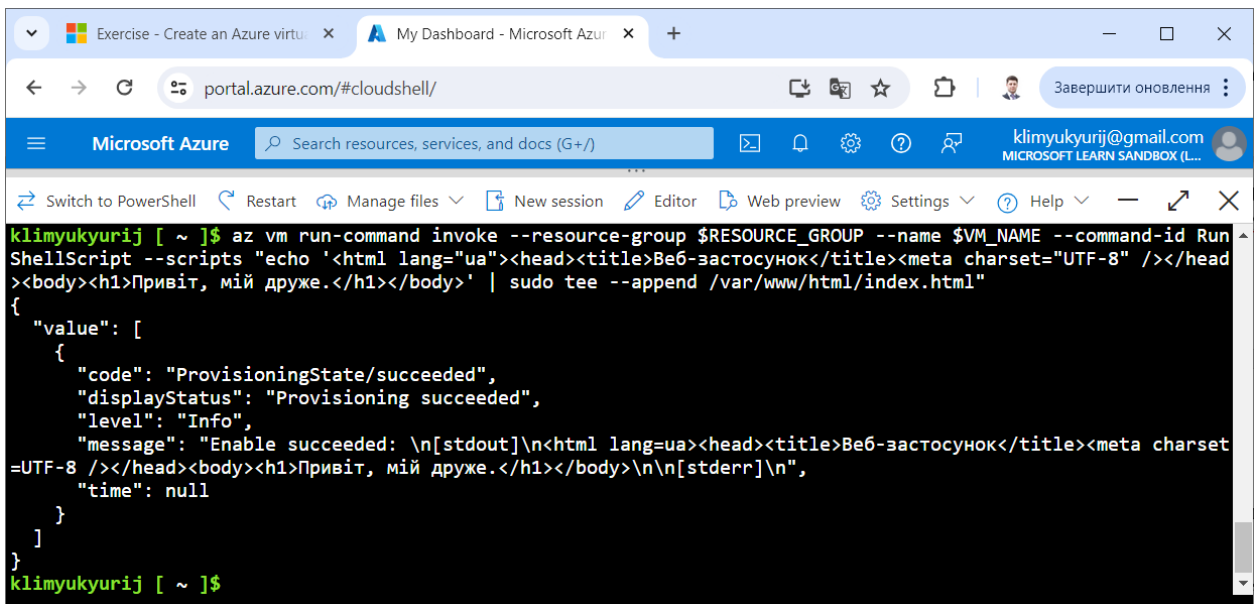 Exercise - Create an Azure virtu
My Dashboard - Microsoft Azur
portal.azure.com/#cloudshell/
Завершити оновлення
Microsoft Azure
Search resources, services, and docs (G+/)
klimyukyurij@gmail.com
MICROSOFT LEARN SANDBOX (L...
Switch to PowerShell Restart Manage files New session Editor Web preview Settings Help
klimyukyurij [ ~ ]$ az vm run-command invoke --resource-group $RESOURCE_GROUP --name $VM_NAME --command-id Run
ShellScript --scripts "echo '<html lang="ua"><head><title>Веб-застосунок</title><meta charset="UTF-8" /></head
><body><h1>Привіт, мій друже.</h1></body>' | sudo tee --append /var/www/html/index.html"
{
  "value": [
    {
      "code": "ProvisioningState/succeeded",
      "displayStatus": "Provisioning succeeded",
      "level": "Info",
      "message": "Enable succeeded: \n[stdout]\n<html lang=ua><head><title>Веб-застосунок</title><meta charset
=UTF-8 /></head><body><h1>Привіт, мій друже.</h1></body>\n\n[stderr]\n",
      "time": null
    }
  ]
}
klimyukyurij [ ~ ]$